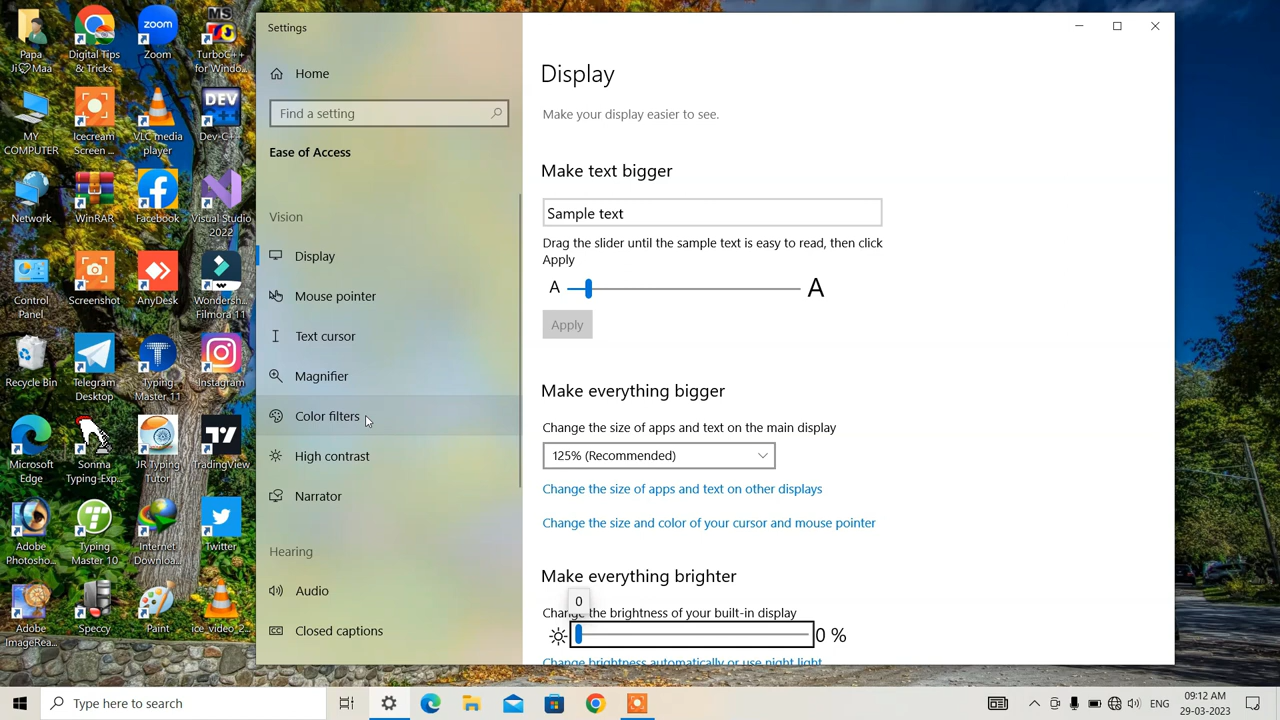 Papa
Ji♡Maa
Digital Tips
& Tricks
Zoom
zoom
MS
TurboC++
for Windo...
MY
COMPUTER
Icecream
Screen ...
VLC media
player
DEV
C++
Dev-C++
Network
WinRAR
Facebook
Visual Studio
2022
Control
Panel
Screenshot
AnyDesk
Wondersh...
Filmora 11
Recycle Bin
Telegram
Desktop
Typing
Master 11
Instagram
Microsoft
Edge
Sonma
Typing-Exp...
JR Typing
Tutor
TradingView
Adobe
Photosho...
Typing
Master 10
Internet
Downloa...
Twitter
Adobe
ImageRea...
Speccy
Paint
ice_video_2...
Settings
Home
Find a setting
Ease of Access
Vision
Display
Mouse pointer
Text cursor
Magnifier
Color filters
High contrast
Narrator
Hearing
Audio
Closed captions
Display
Make your display easier to see.
Make text bigger
Sample text
Drag the slider until the sample text is easy to read, then click
Apply
A A
Apply
Make everything bigger
Change the size of apps and text on the main display
125% (Recommended)
Change the size of apps and text on other displays
Change the size and color of your cursor and mouse pointer
Make everything brighter
0
Change the brightness of your built-in display
0 %
Change brightness automatically or use night light
Type here to search
ENG
09:12 AM
29-03-2023